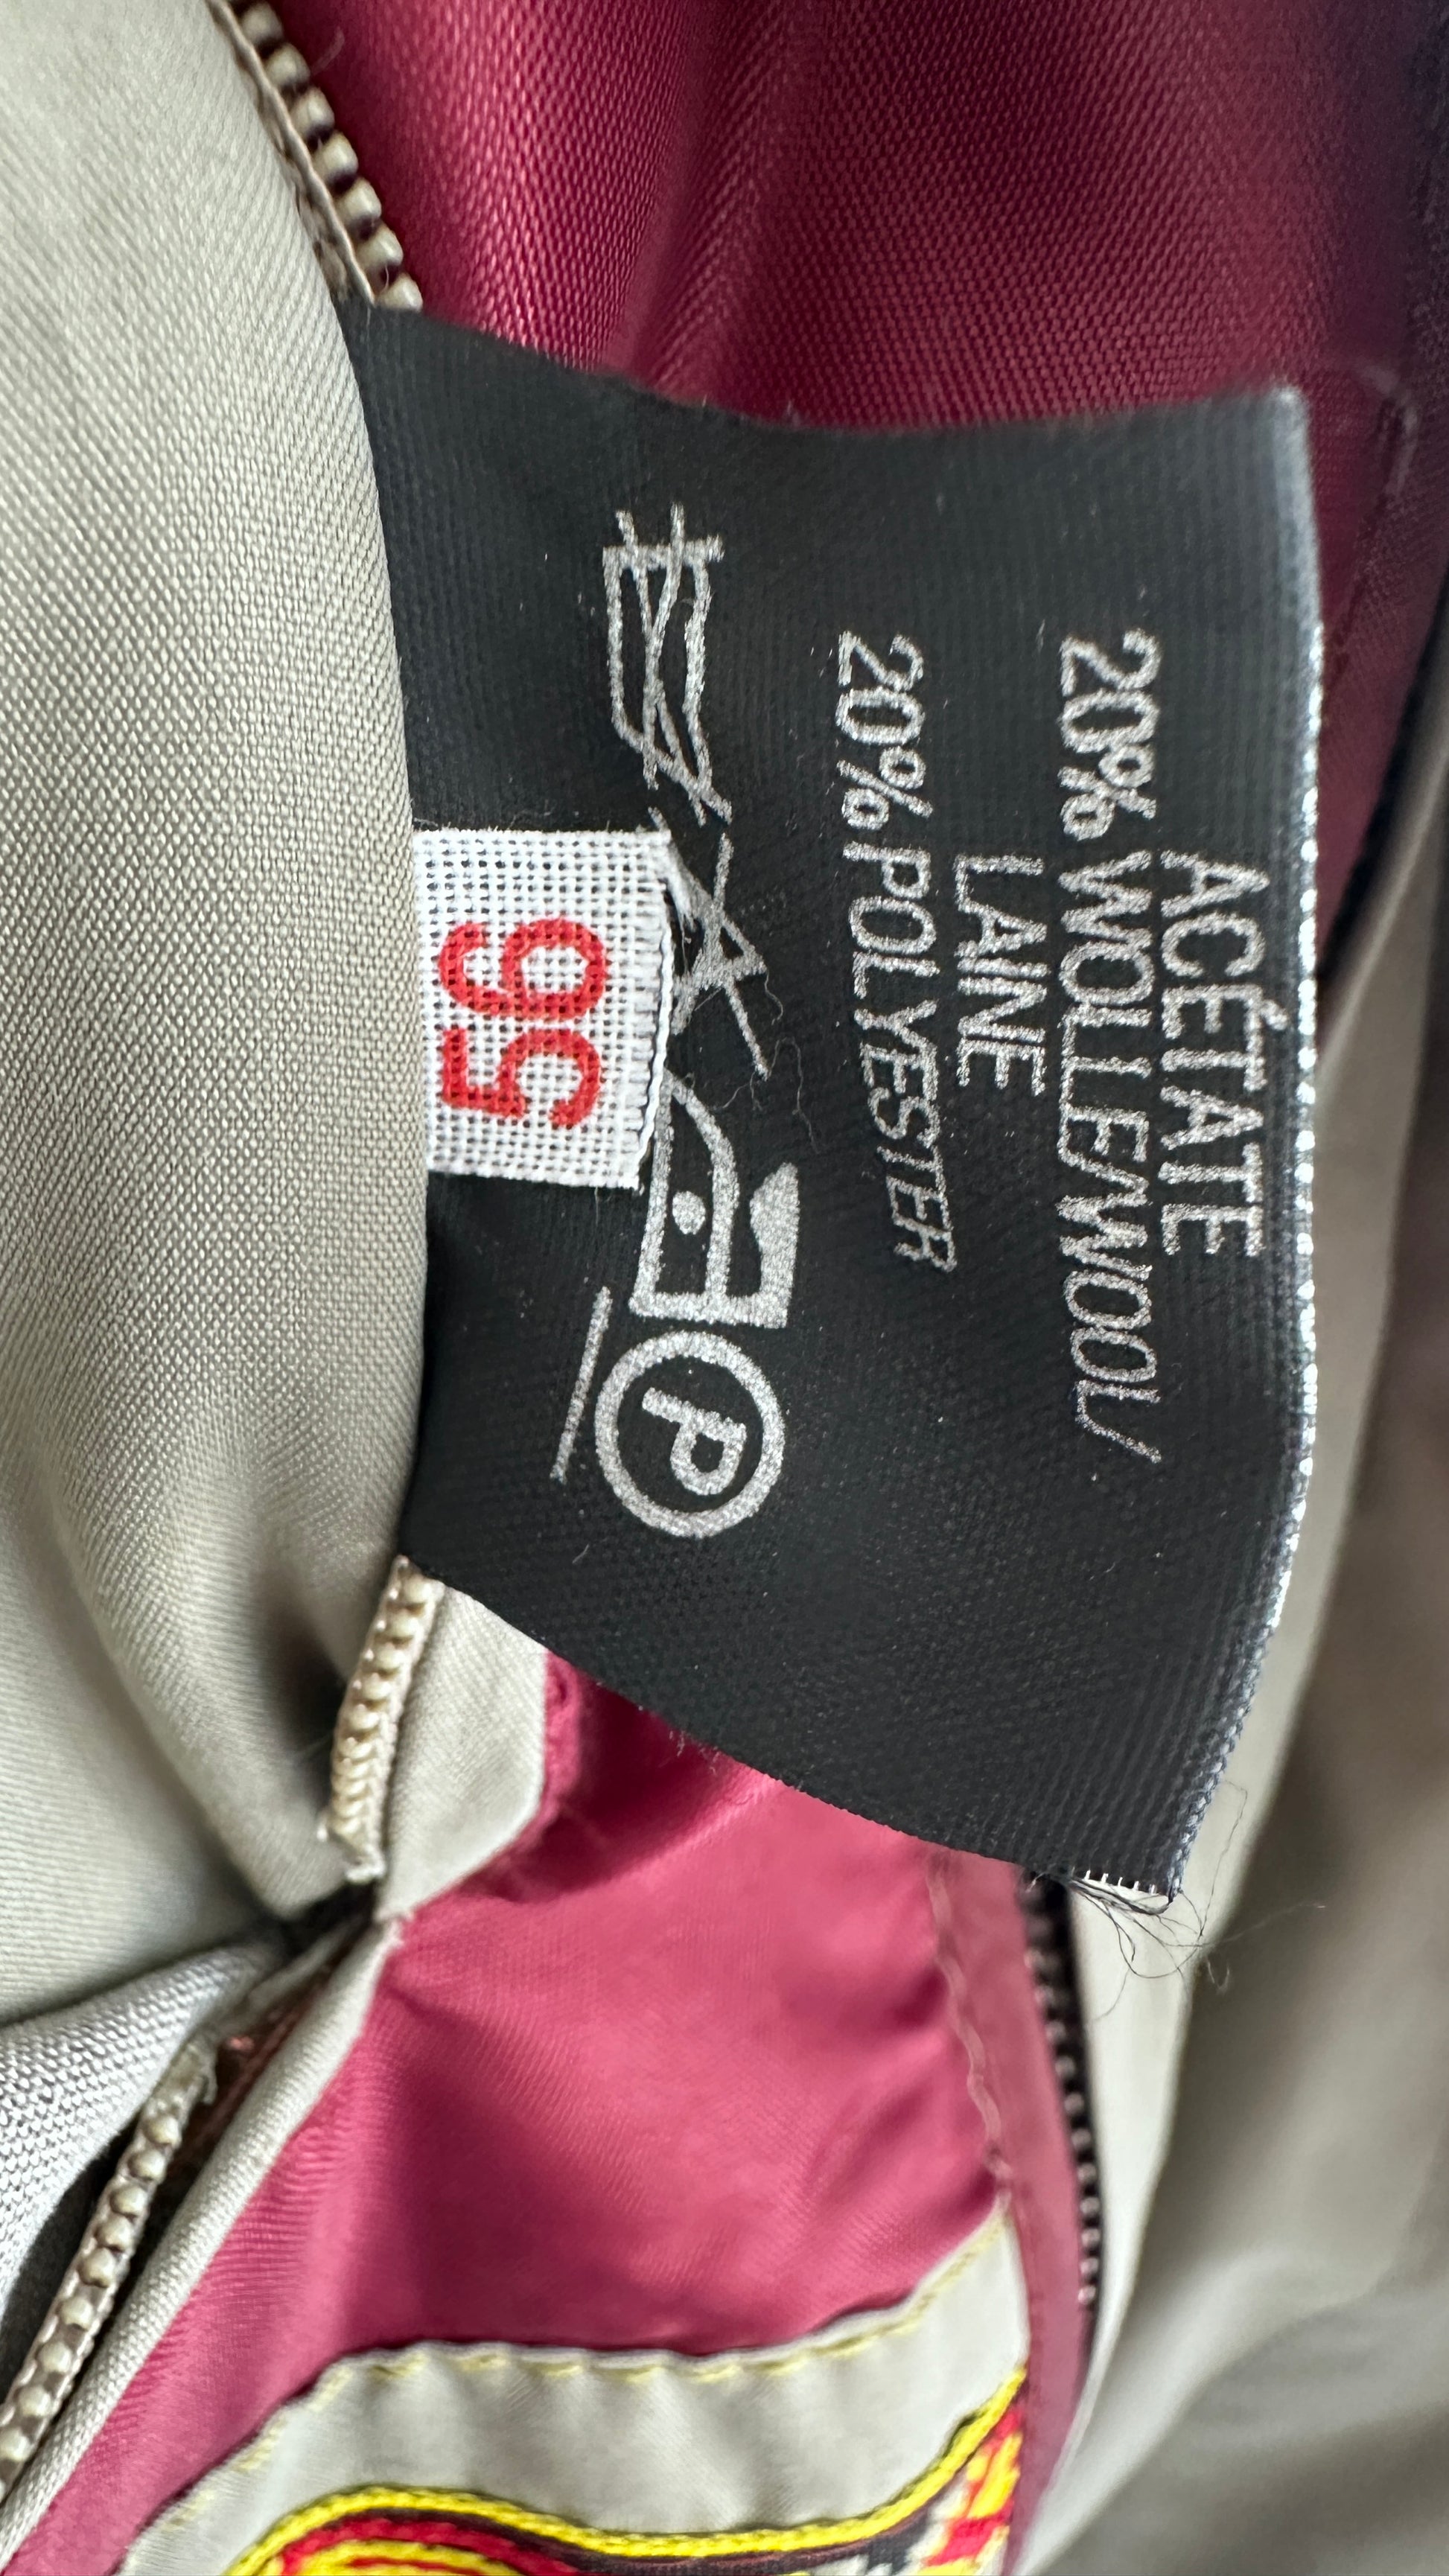 ACÉTATE
20% WOLLE/WOOL/
LAINE
20% POLYESTER
P
56